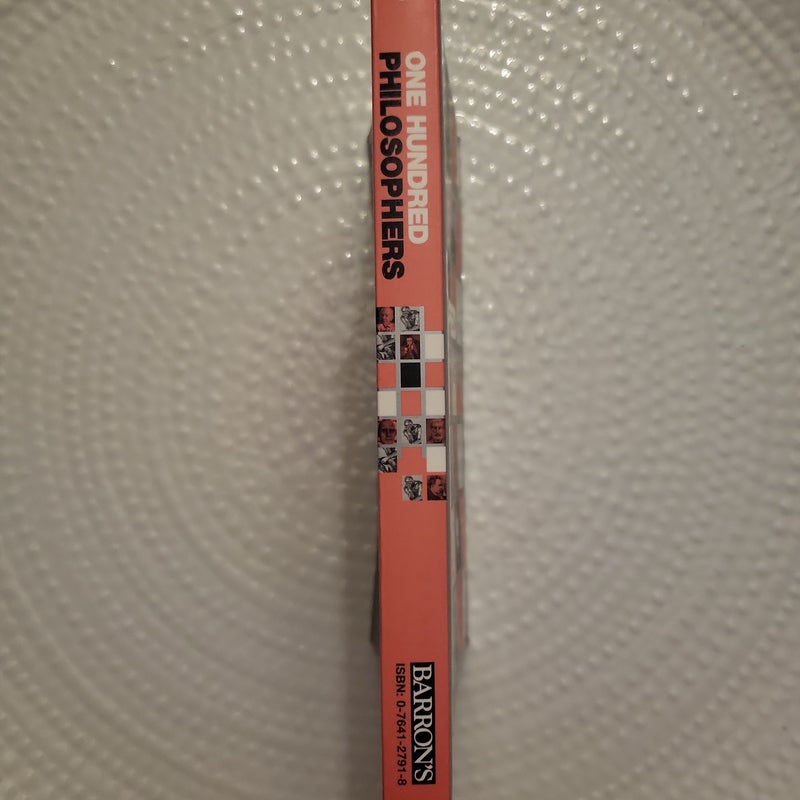 ONE HUNDRED
PHILOSOPHERS
BARRON'S
ISBN: 0-7641-2791-8